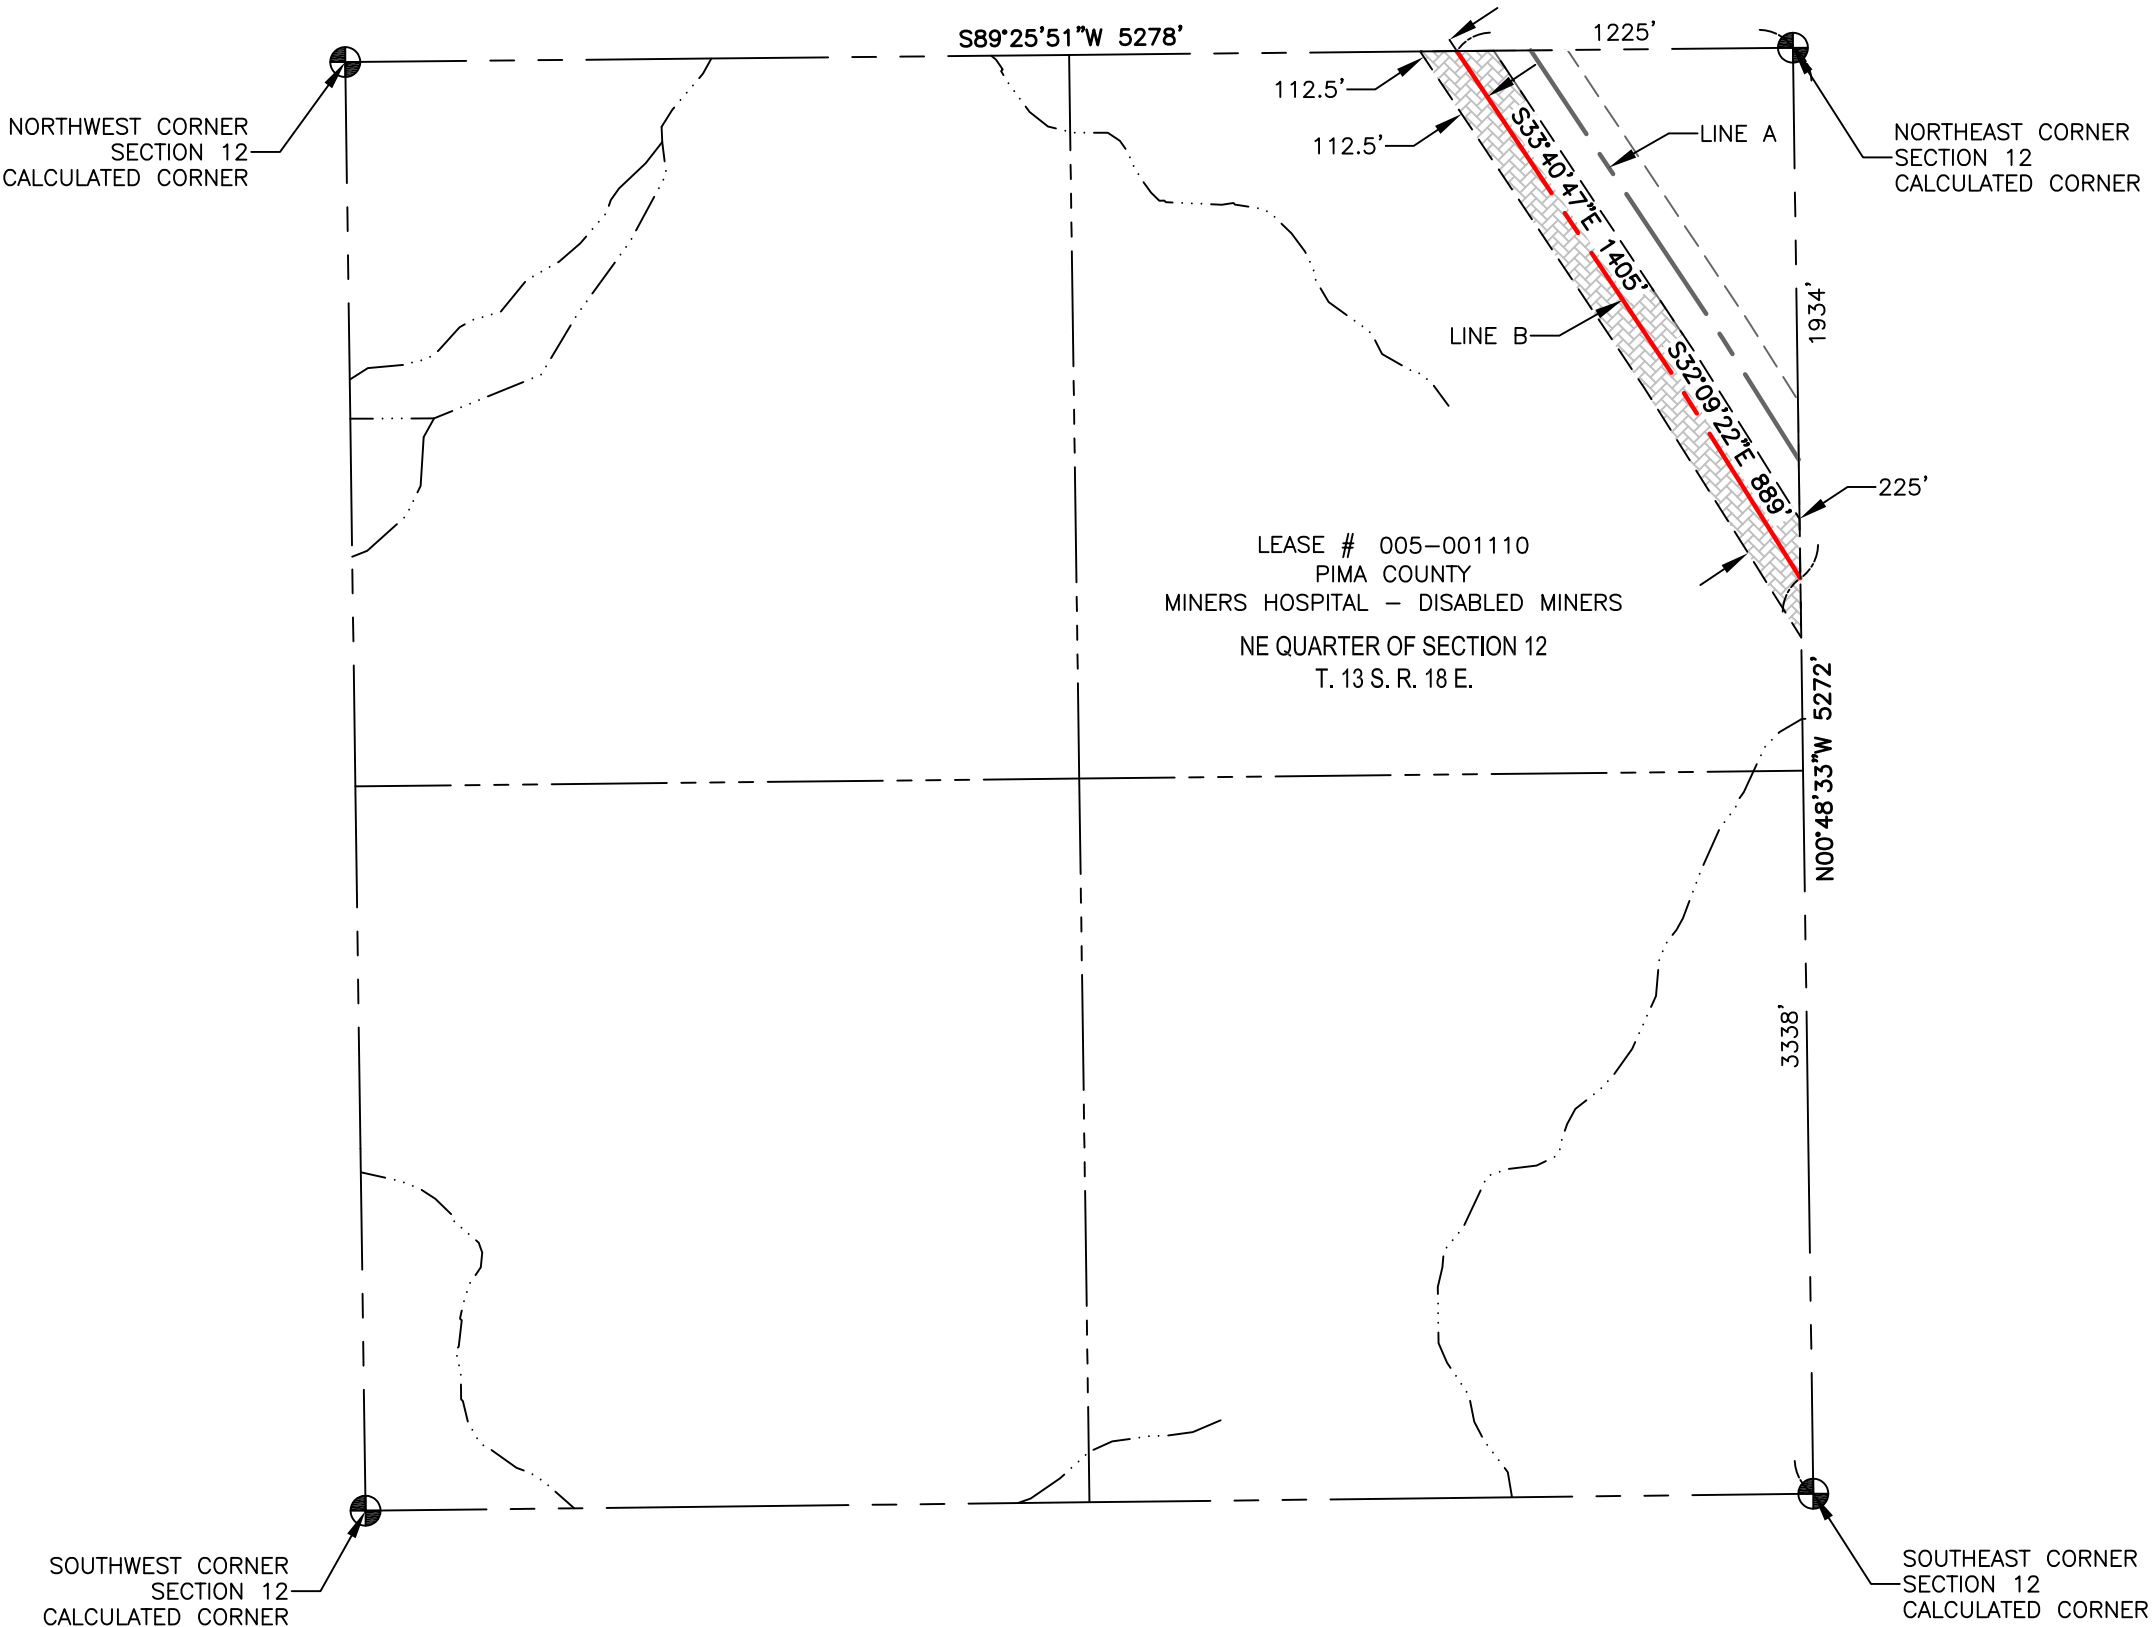 S89°25'51"W 5278'
1225'
112.5'
112.5'
NORTHWEST CORNER
SECTION 12
CALCULATED CORNER
S33°40'47"E 1405'
LINE A
NORTHEAST CORNER
SECTION 12
CALCULATED CORNER
LINE B
1934'
S32°09'22"E 889'
225'
LEASE # 005-001110
PIMA COUNTY
MINERS HOSPITAL - DISABLED MINERS
NE QUARTER OF SECTION 12
T. 13 S. R. 18 E.
N00°48'33"W 5272'
3338'
SOUTHWEST CORNER
SECTION 12
CALCULATED CORNER
SOUTHEAST CORNER
SECTION 12
CALCULATED CORNER